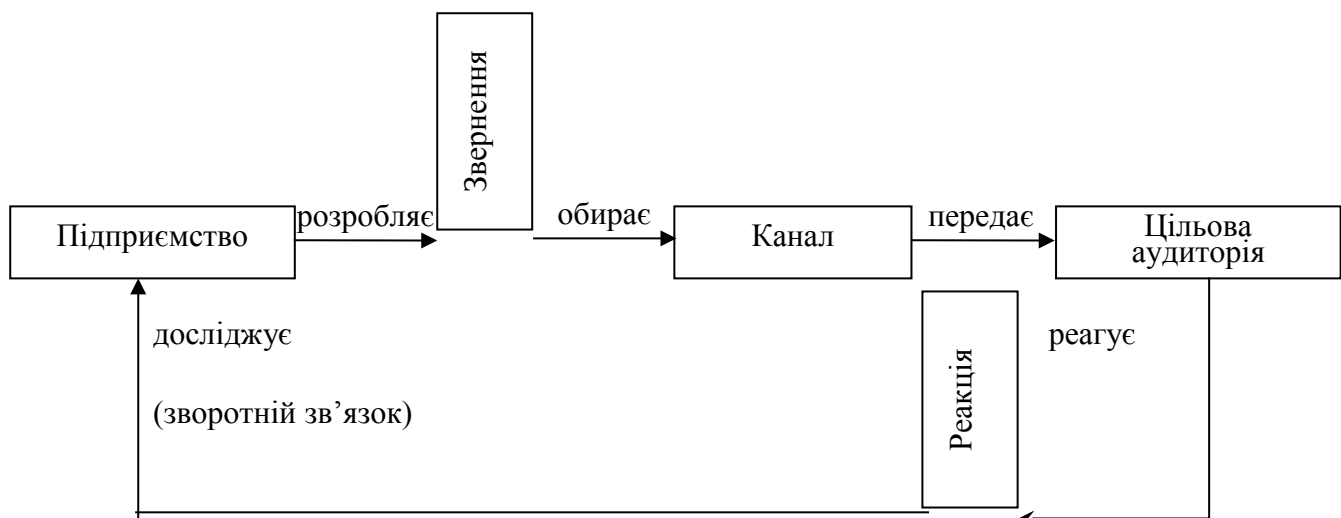 Звернення
Підприємство
розробляє
обирає
Канал
передає
Цільова
аудиторія
досліджує
(зворотній зв’язок)
Реакція
реагує